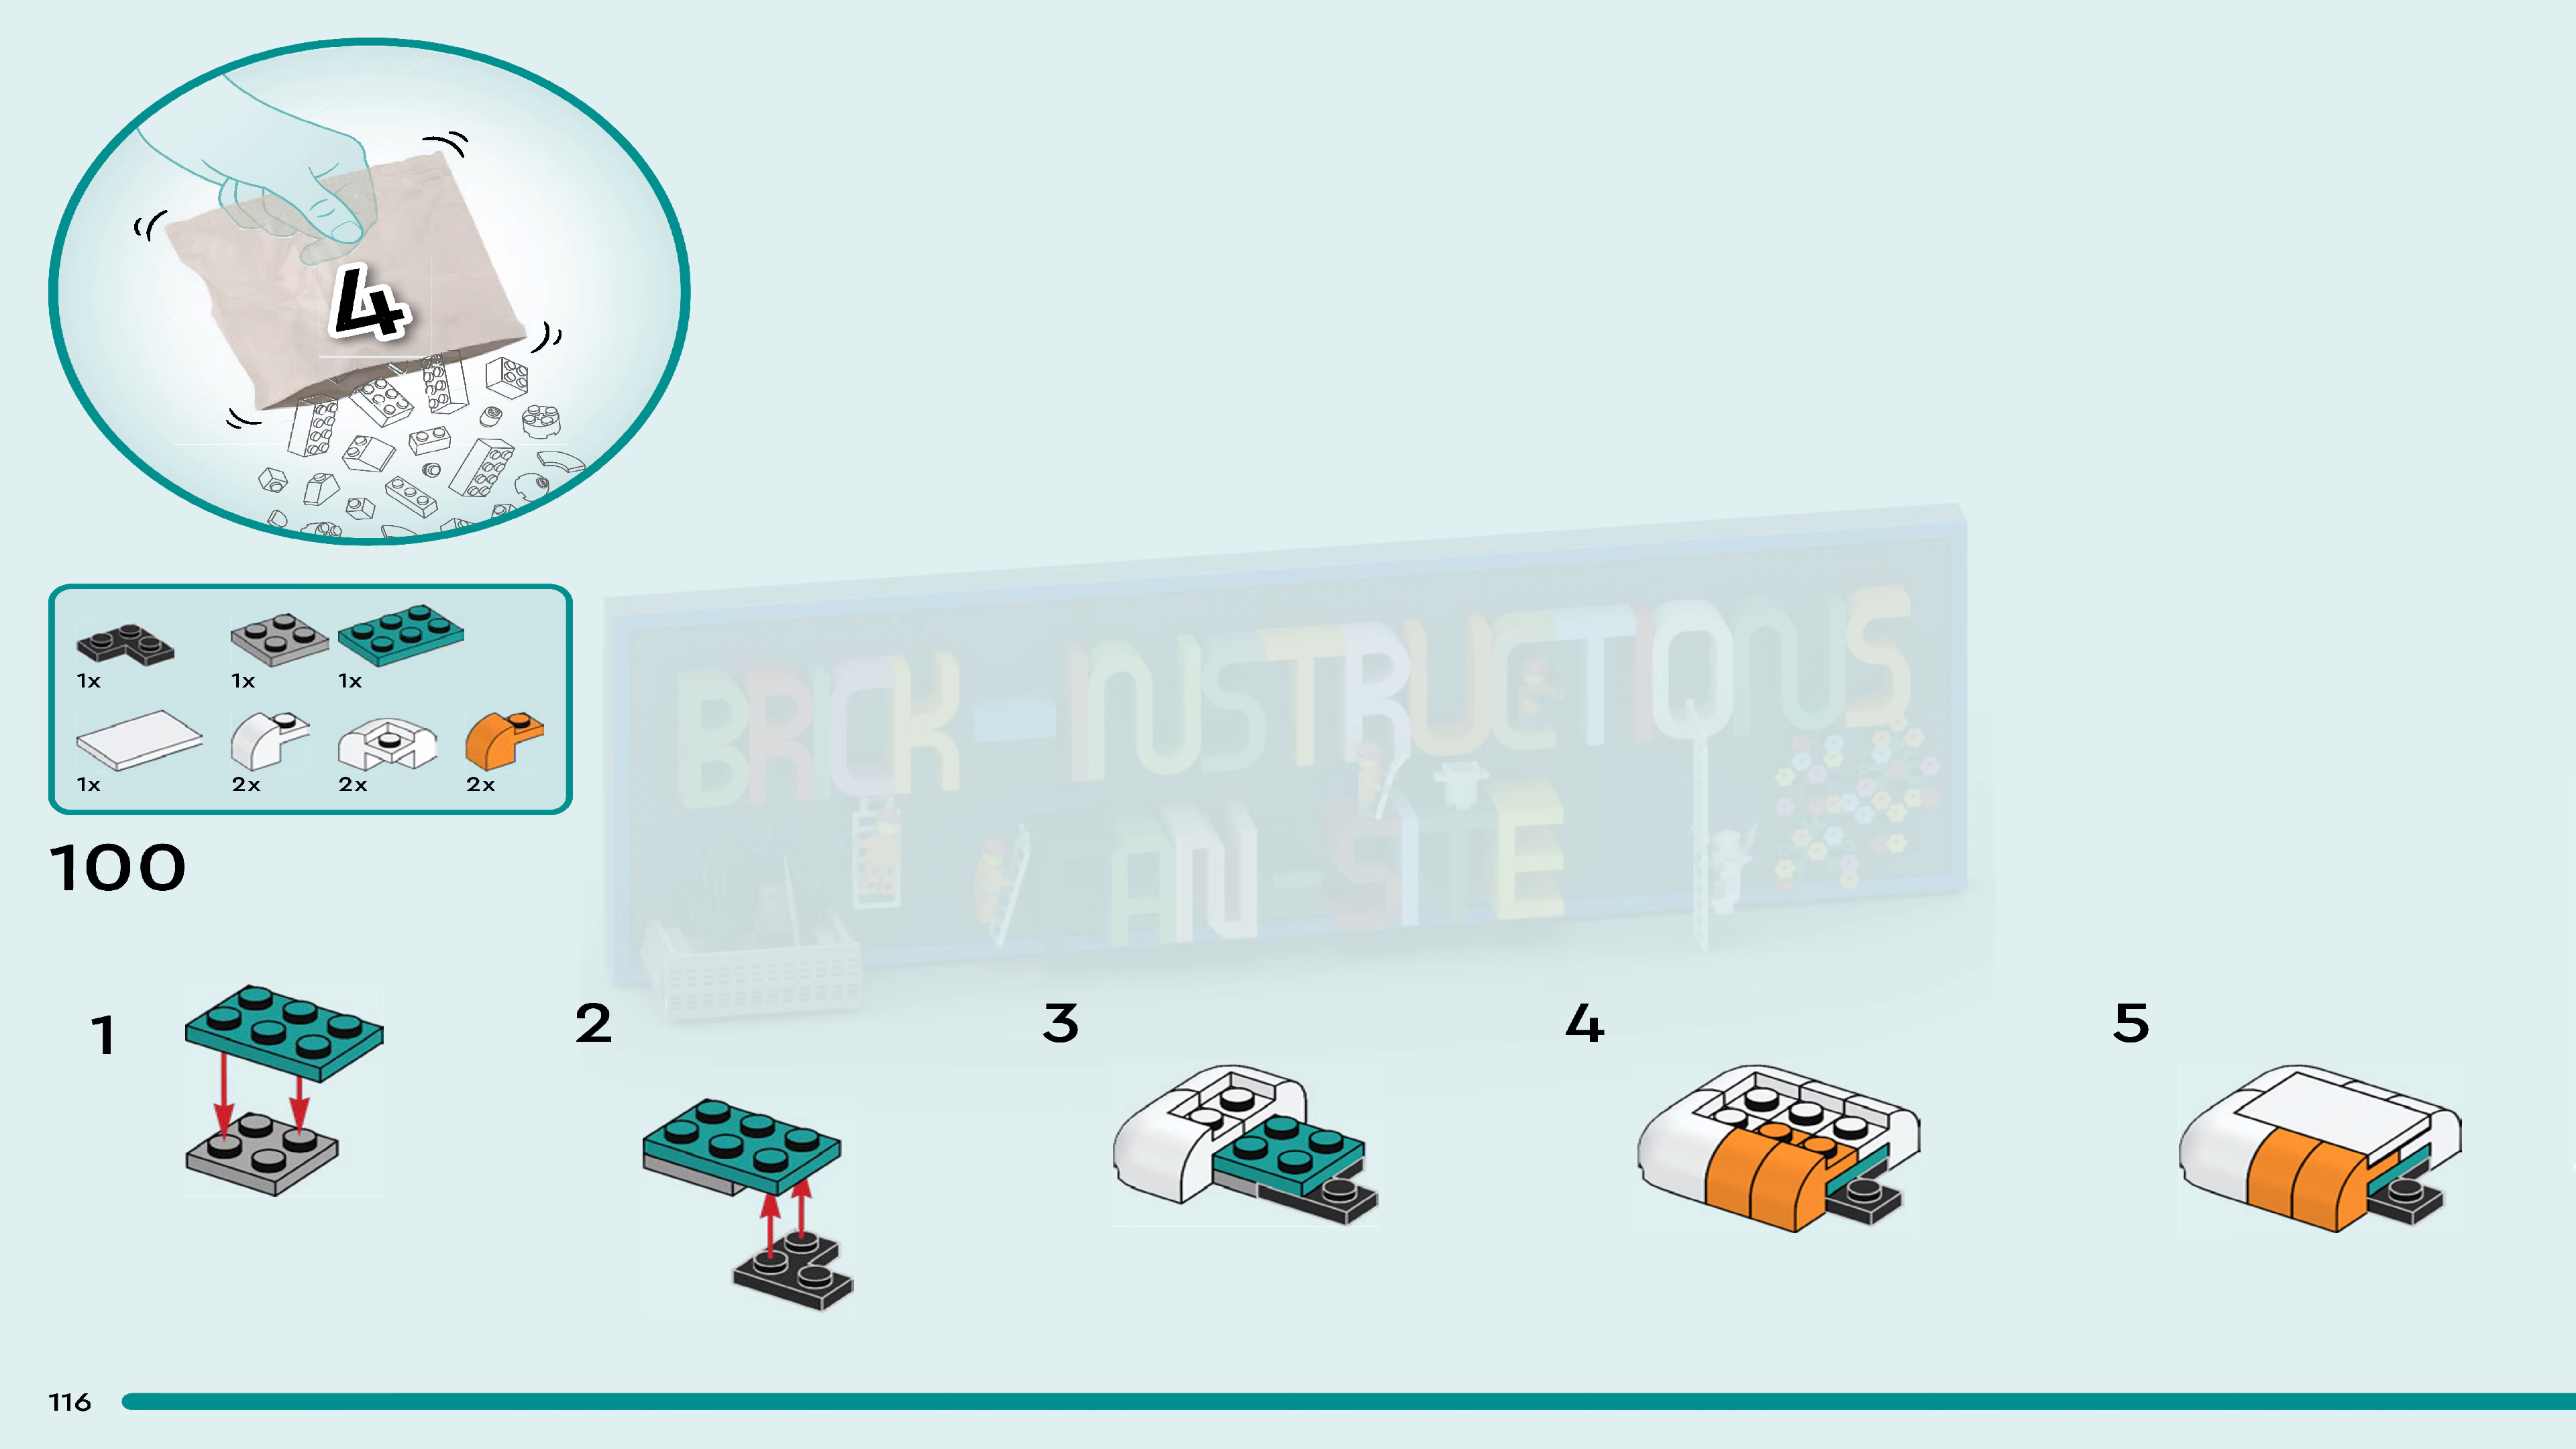 4
1x 1x 1x
1x 2x 2x 2x
100
BRICK-INSTRUCTIONS
AN-SITE
1 2 3 4 5
116